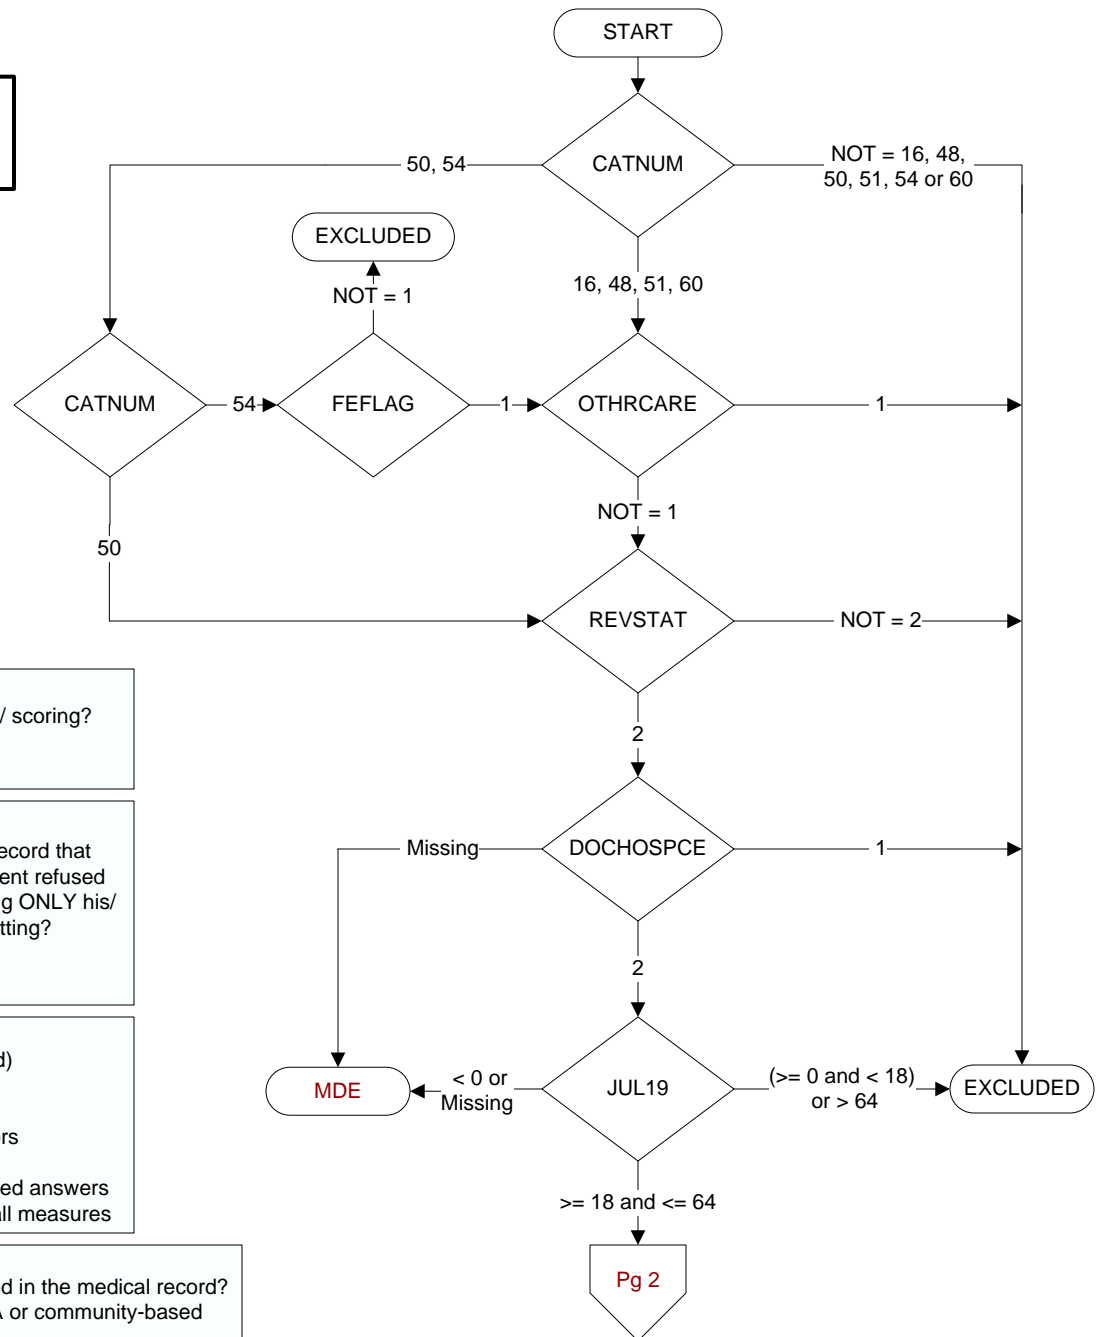 START
CATNUM
50, 54
NOT = 16, 48,
50, 51, 54 or 60
EXCLUDED
NOT = 1
16, 48, 51, 60
CATNUM
54
FEFLAG
1
OTHRCARE
1
NOT = 1
50
REVSTAT
NOT = 2
2
/ scoring?
Missing
DOCHOSPCE
1
ecord that
ent refused
g ONLY his/
tting?
2
d)
rs
ed answers
all measures
MDE
< 0 or
Missing
JUL19
(>= 0 and < 18)
or > 64
EXCLUDED
>= 18 and <= 64
Pg 2
ed in the medical record?
A or community-based